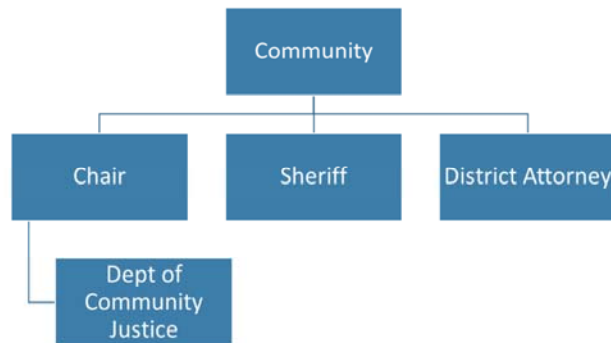 Community
Chair
Sheriff
District Attorney
Dept of
Community
Justice